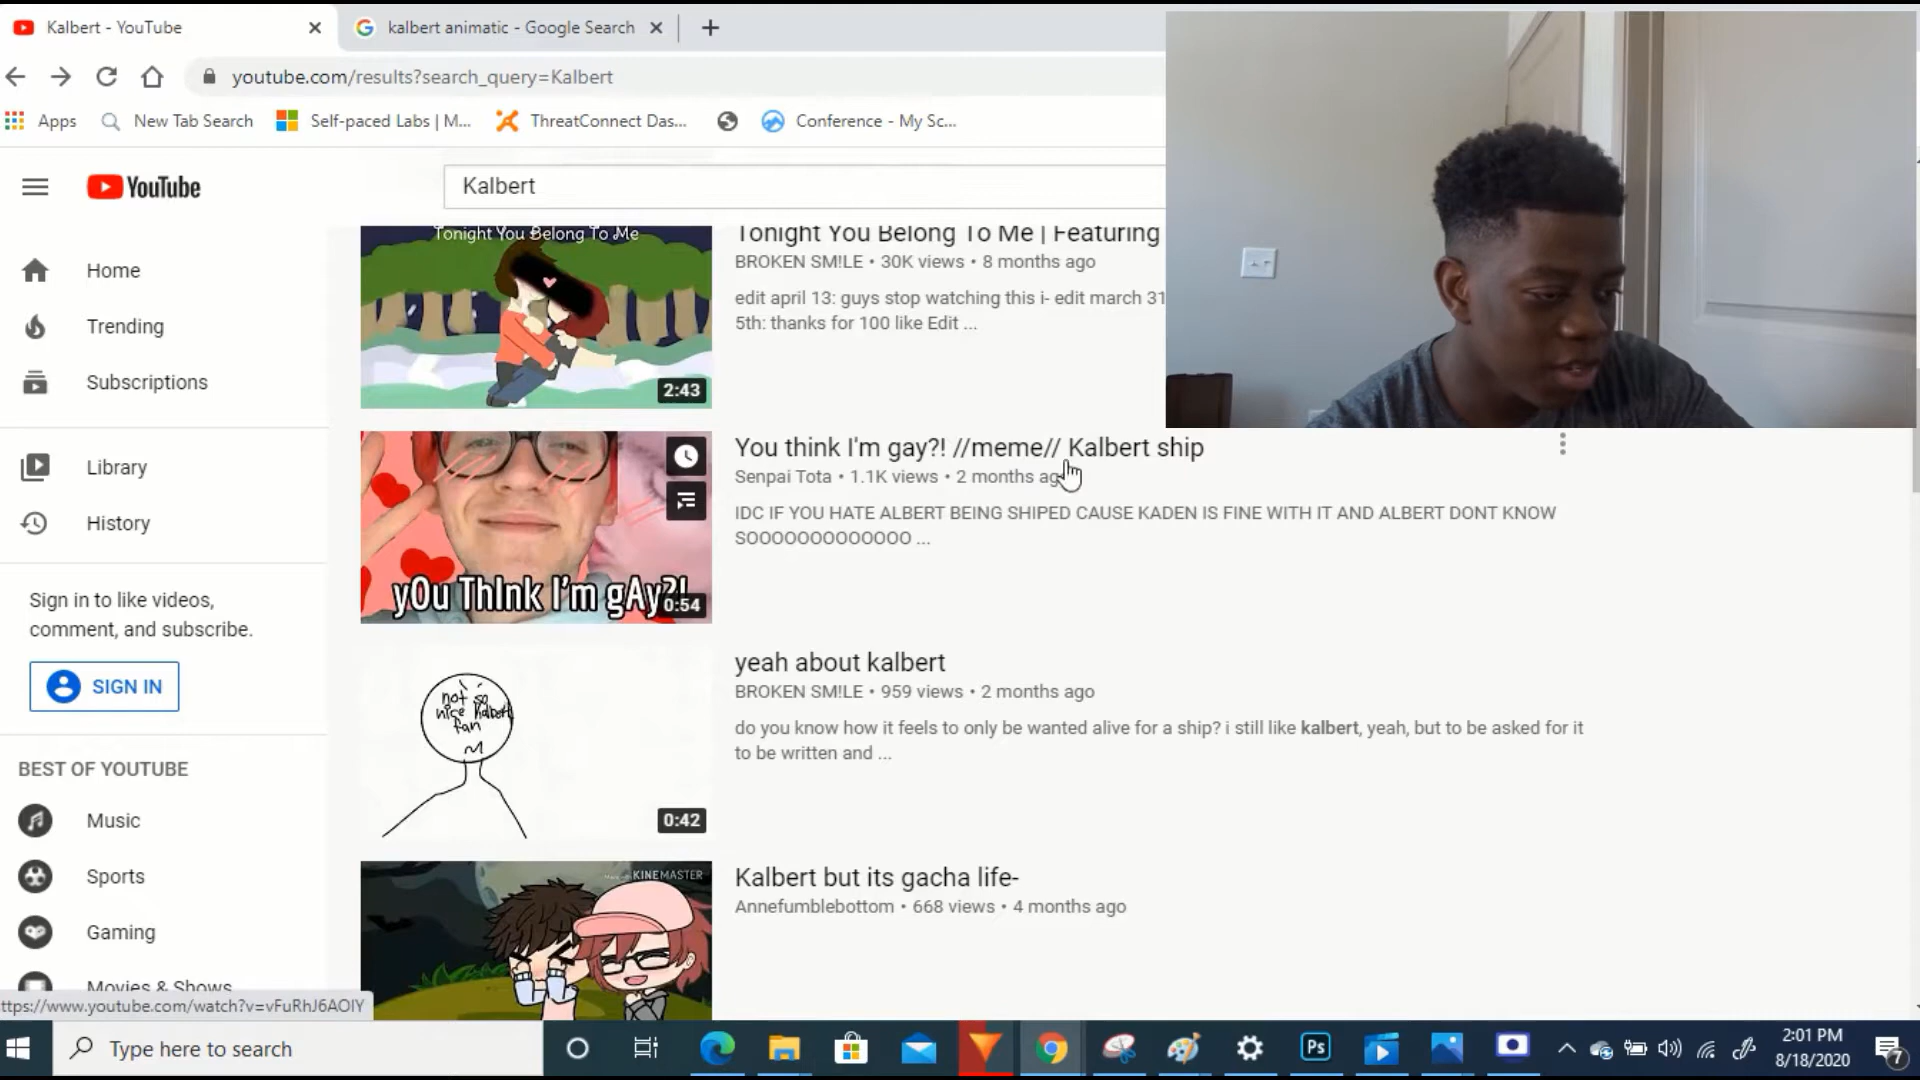 Kalbert - YouTube
kalbert animatic - Google Search
youtube.com/results?search_query=Kalbert
Apps
New Tab Search
Self-paced Labs | M...
ThreatConnect Das...
Conference - My Sc...
YouTube
Kalbert
Home
Trending
Subscriptions
Library
History
Sign in to like videos,
comment, and subscribe.
SIGN IN
BEST OF YOUTUBE
Music
Sports
Gaming
Movies & Shows
Tonight You Belong To Me
2:43
Tonight You Belong To Me | Featuring
BROKEN SM!LE • 30K views • 8 months ago
edit april 13: guys stop watching this i- edit march 31
5th: thanks for 100 like Edit ...
yOu ThInk I'm gAy?!
0:54
You think I'm gay?! //meme// Kalbert ship
Senpai Tota • 1.1K views • 2 months ag
IDC IF YOU HATE ALBERT BEING SHIPED CAUSE KADEN IS FINE WITH IT AND ALBERT DONT KNOW
SOOOOOOOOOOOOO ...
not so
nice kalbert
fan
0:42
yeah about kalbert
BROKEN SM!LE • 959 views • 2 months ago
do you know how it feels to only be wanted alive for a ship? i still like kalbert, yeah, but to be asked for it
to be written and ...
KINEMASTER
Kalbert but its gacha life-
Annefumblebottom • 668 views • 4 months ago
ttps://www.youtube.com/watch?v=vFuRhJ6AOIY
Type here to search
Ps
2:01 PM
8/18/2020
7